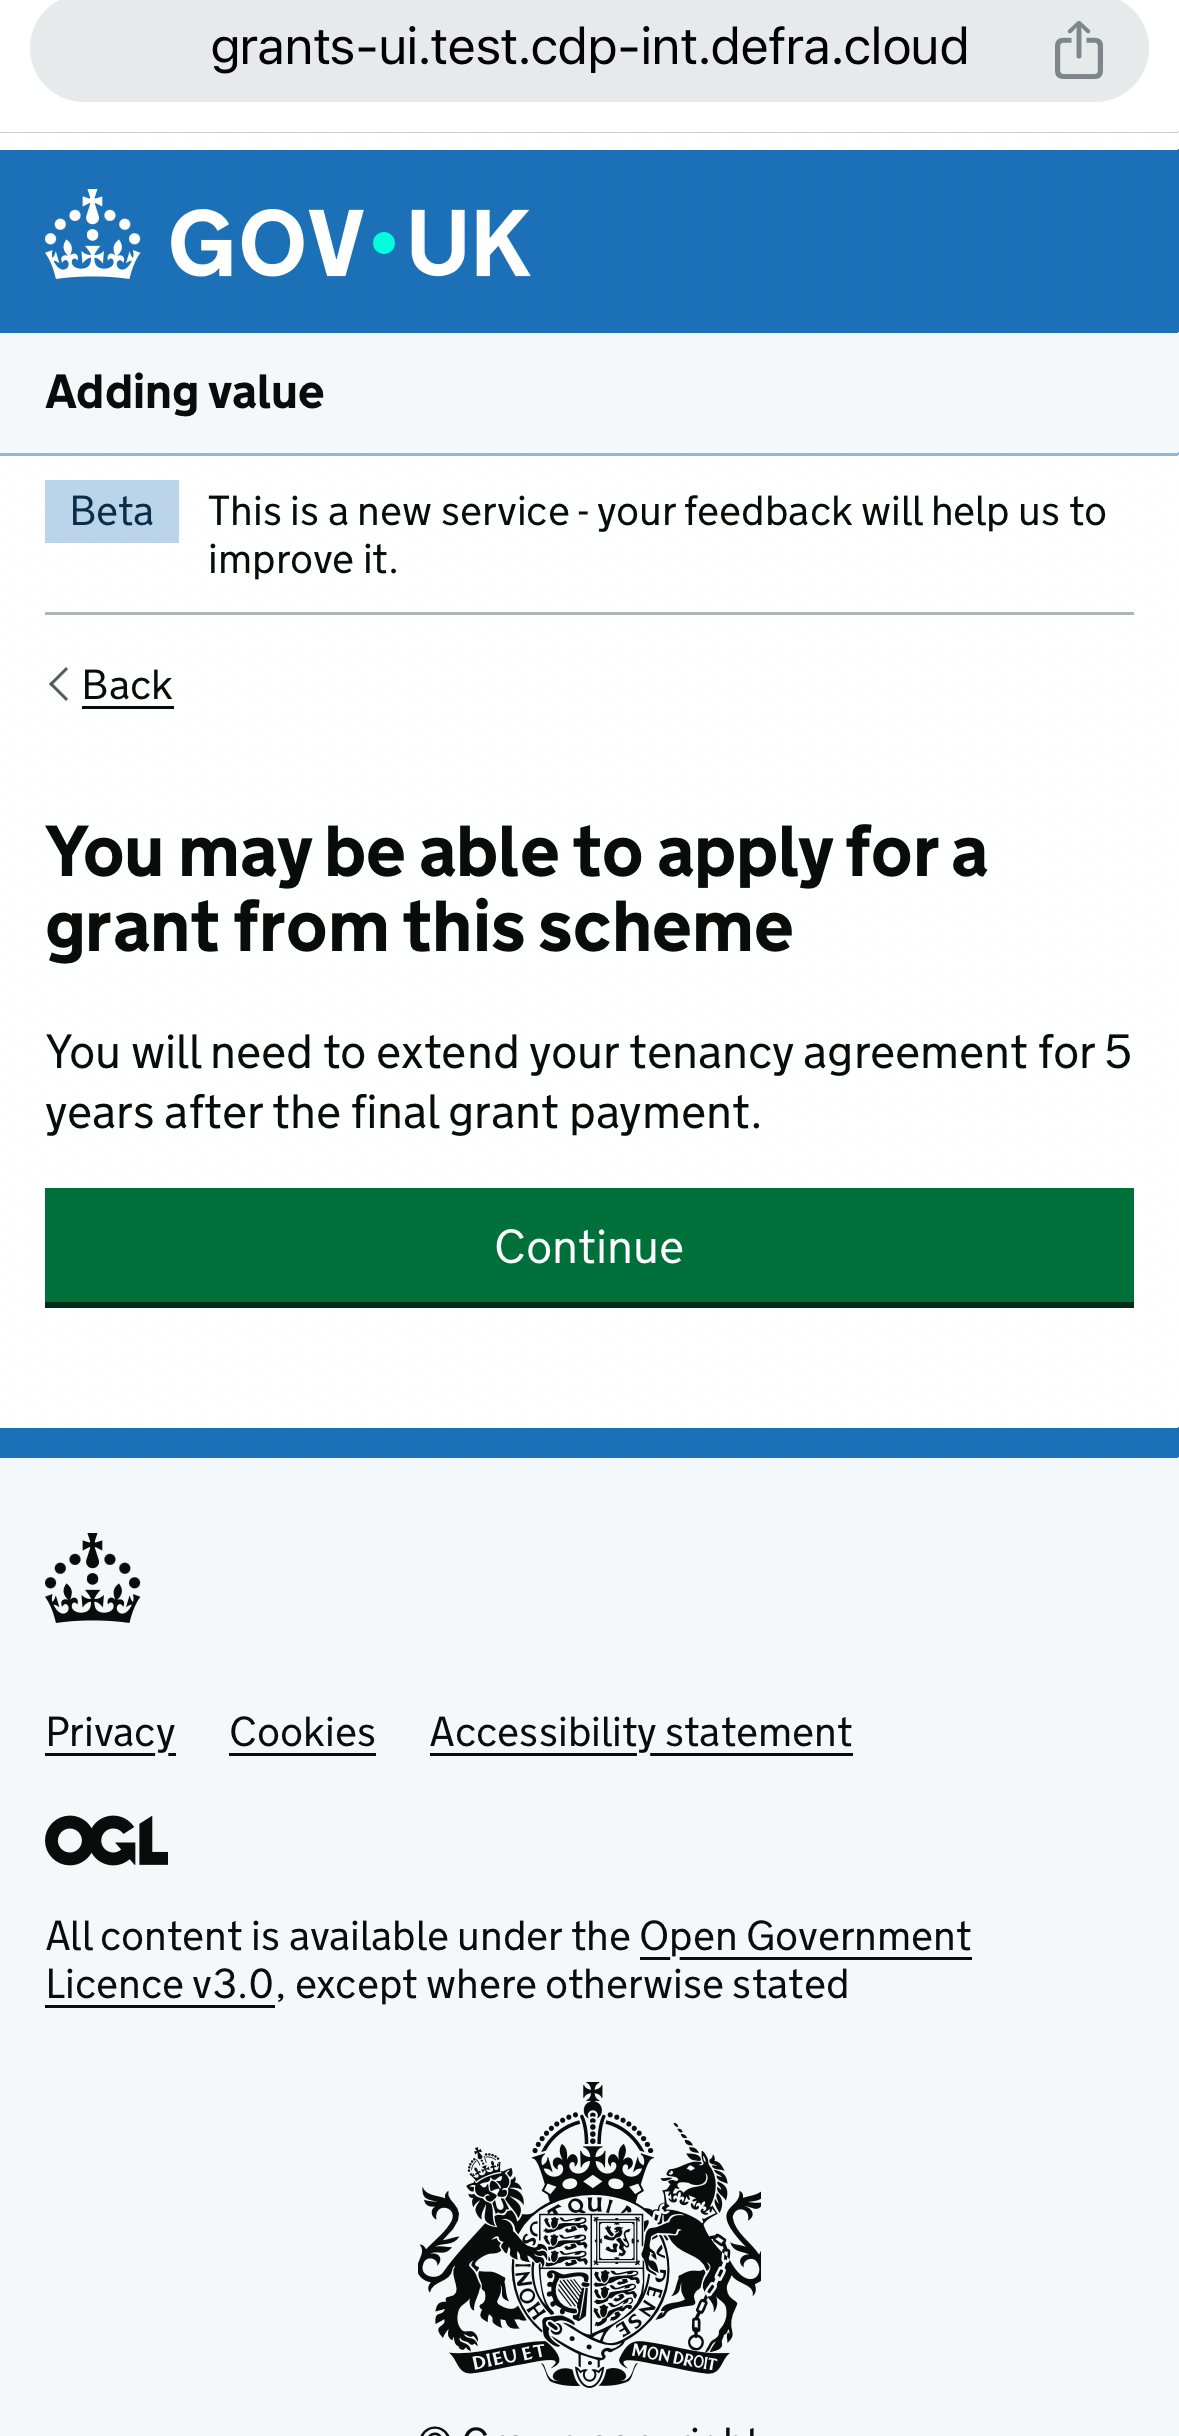 grants-ui.test.cdp-int.defra.cloud
GOV·UK
Adding value
Beta
This is a new service - your feedback will help us to
improve it.
Back
You may be able to apply for a
grant from this scheme
You will need to extend your tenancy agreement for 5
years after the final grant payment.
Continue
Privacy Cookies Accessibility statement
OGL
All content is available under the Open Government
Licence v3.0, except where otherwise stated
QUI
HONI
DIEU ET MON DROIT